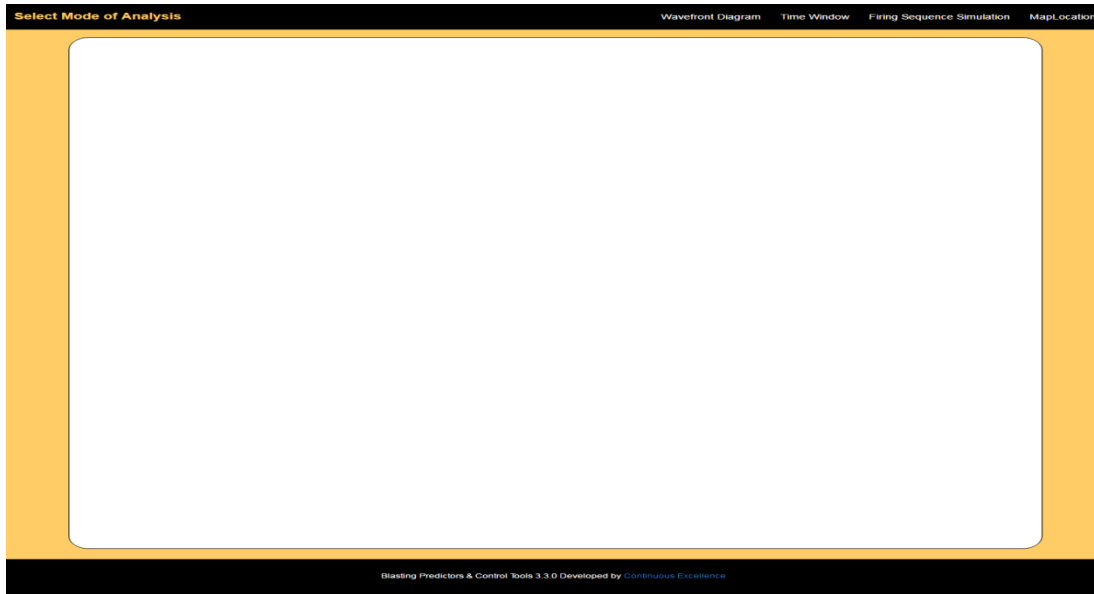 Select Mode of Analysis Wavefront Diagram Time Window Firing Sequence Simulation MapLocation
Blasting Predictors & Control Tools 3.3.0 Developed by Continuous Excellence